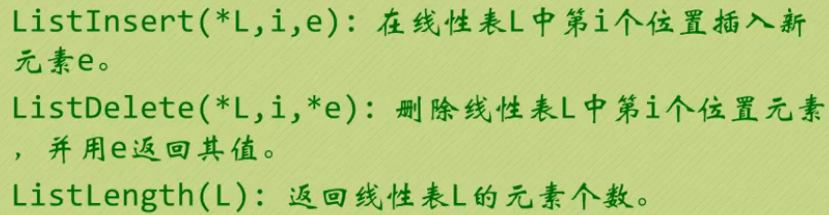 ListInsert(*L,i,e): 在线性表L中第i个位置插入新
元素e。
ListDelete(*L,i,*e): 删除线性表L中第i个位置元素
，并用e返回其值。
ListLength(L): 返回线性表L的元素个数。